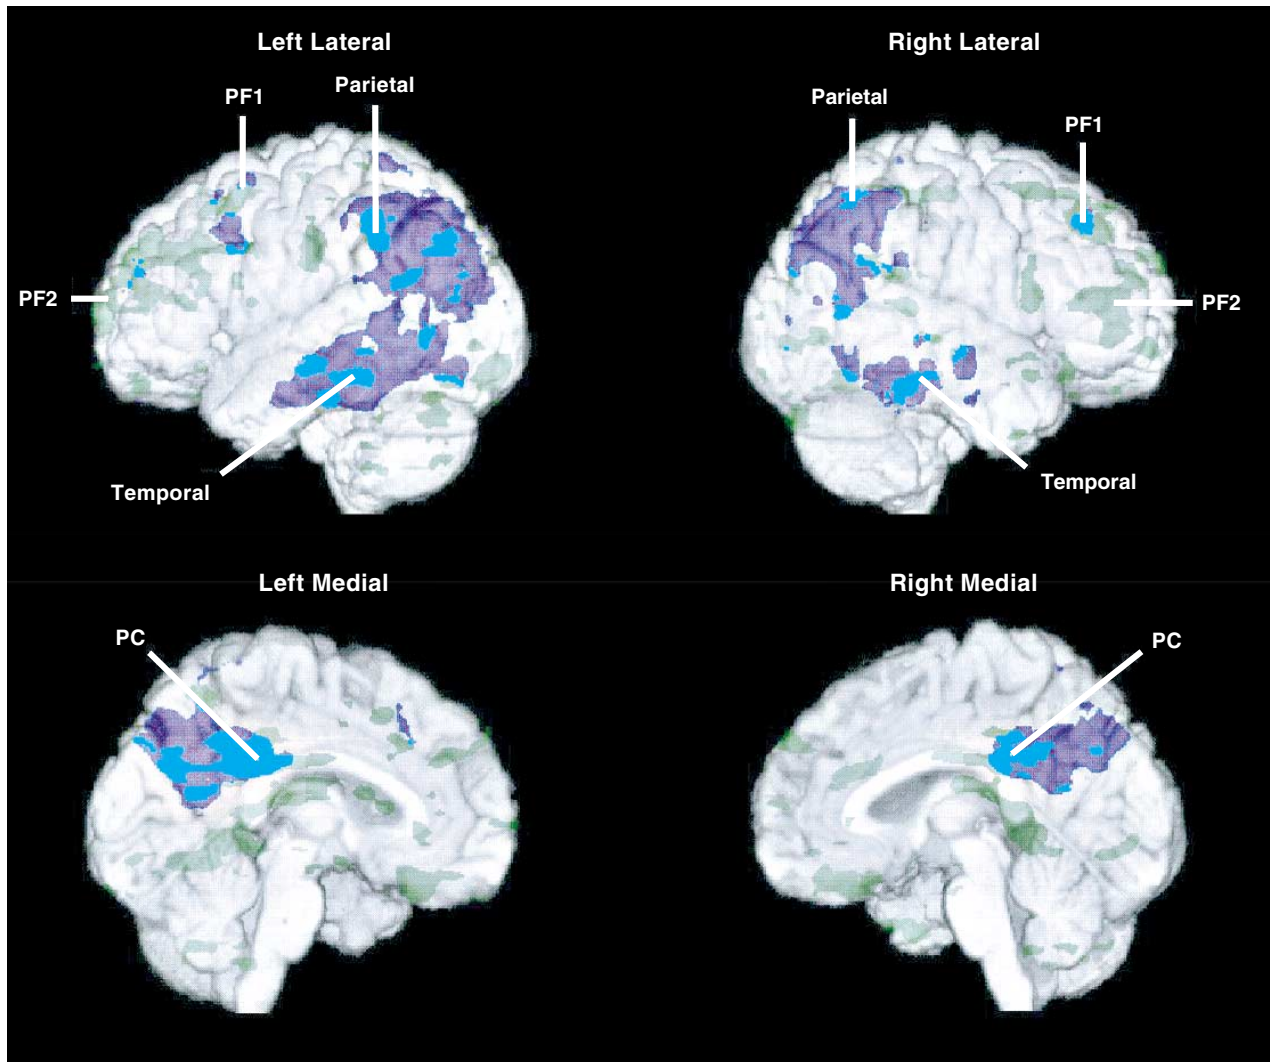 Left Lateral
Right Lateral
Parietal
PF1
Parietal
PF1
PF2
PF2
Temporal
Temporal
Left Medial
Right Medial
PC
PC